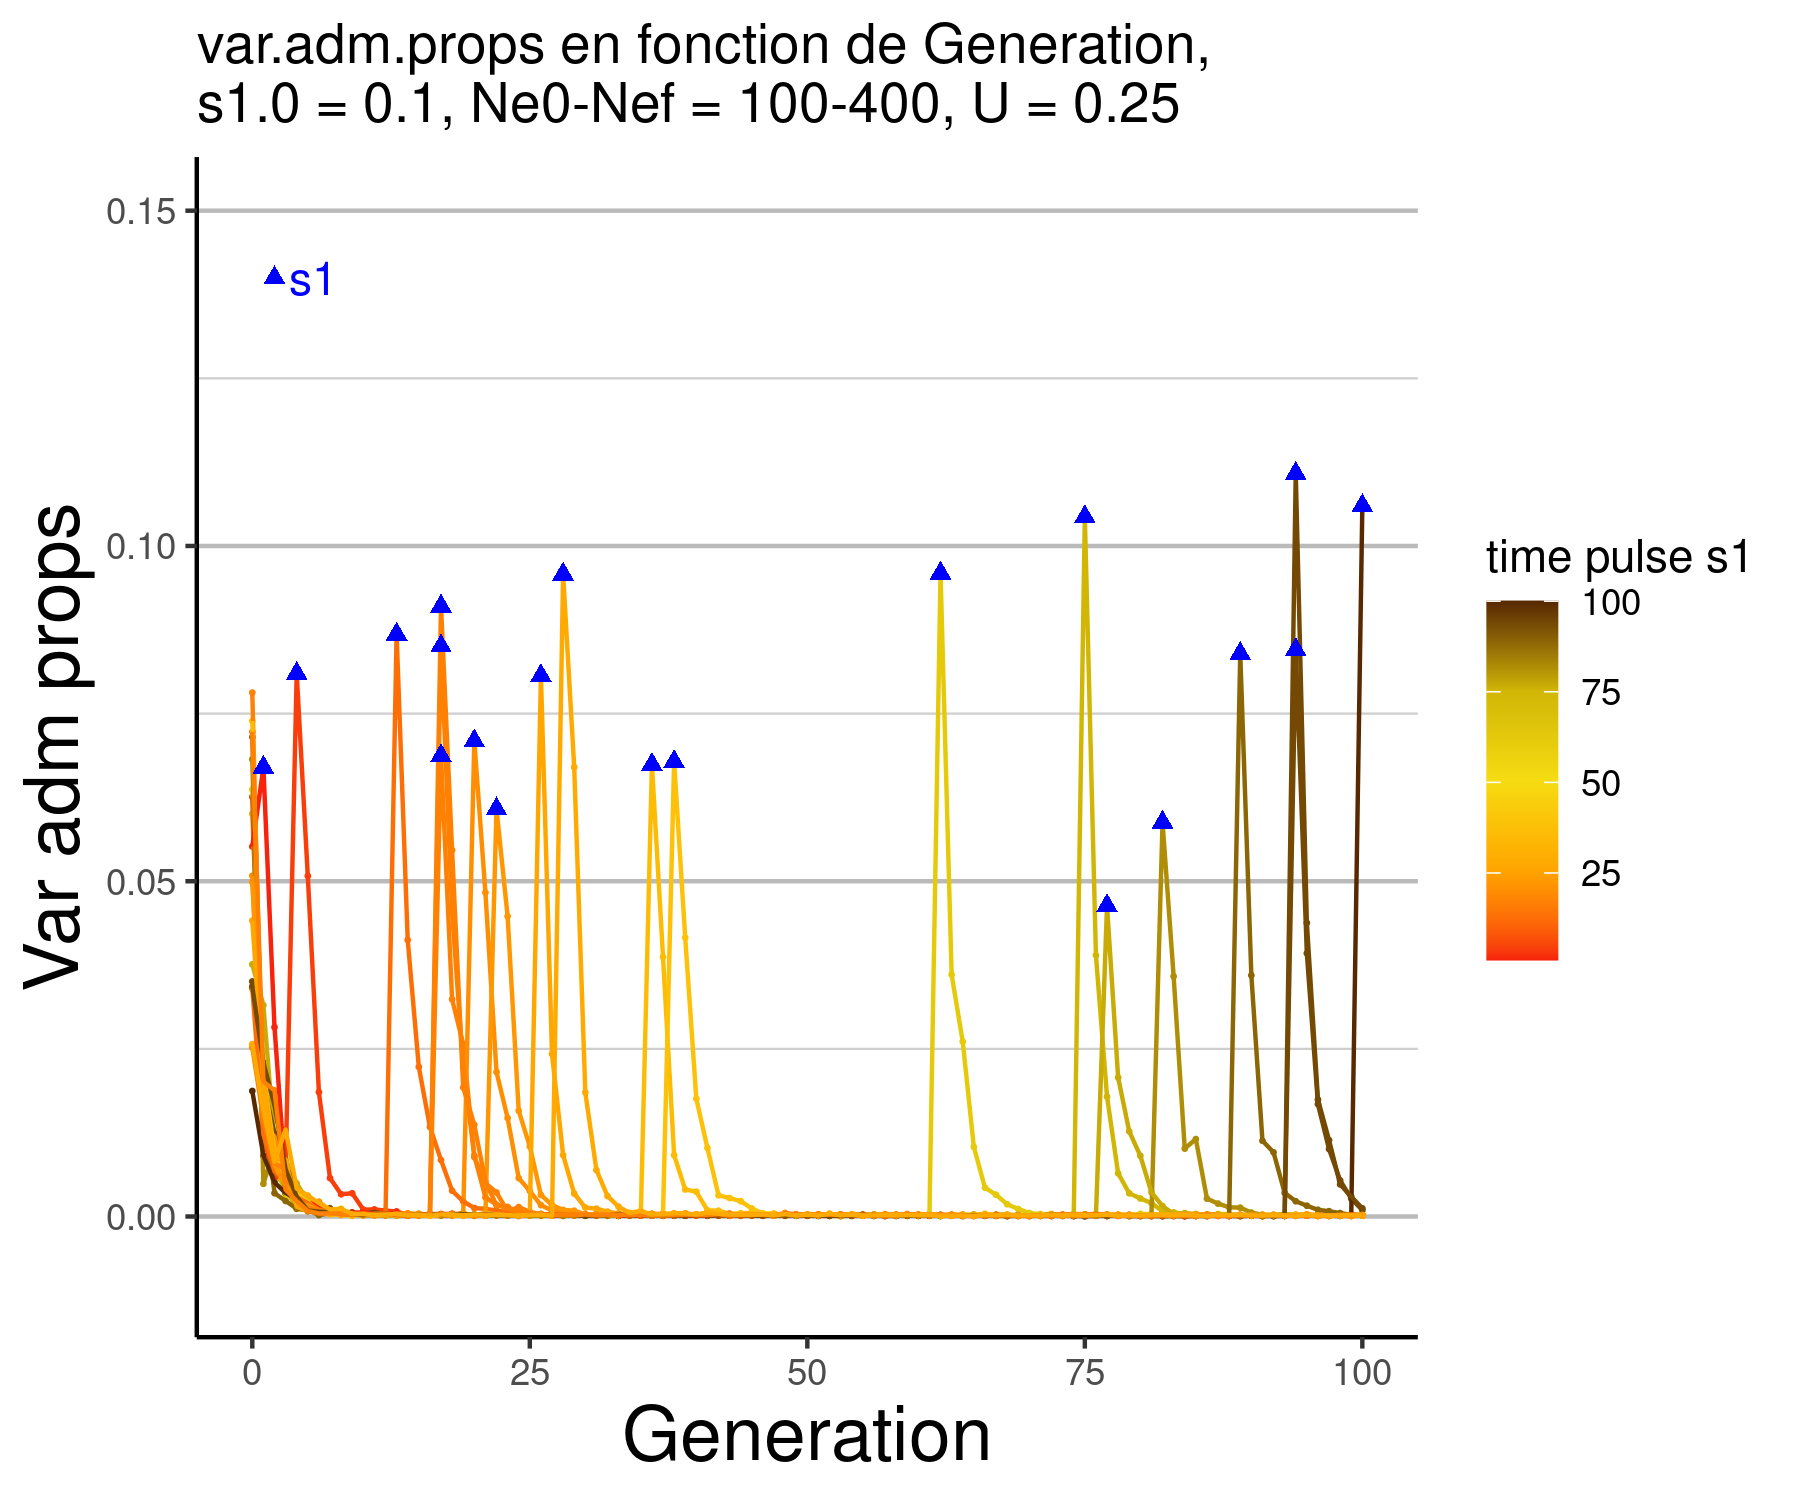 var.adm.props en fonction de Generation,
s1.0 = 0.1, Ne0-Nef = 100-400, U = 0.25
0.15
s1
0.10
0.05
0.00
Var adm props
0
25
50
75
100
Generation
time pulse s1
100
75
50
25